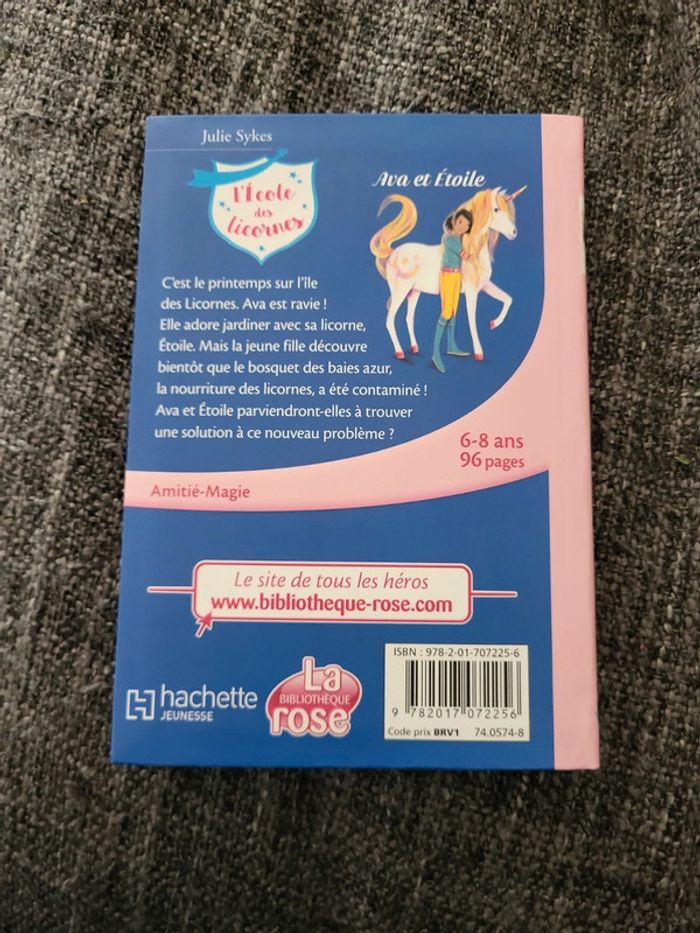 Julie Sykes
l'École
des
licornes
Ava et Étoile
C'est le printemps sur l'île
des Licornes. Ava est ravie !
Elle adore jardiner avec sa licorne,
Étoile. Mais la jeune fille découvre
bientôt que le bosquet des baies azur,
la nourriture des licornes, a été contaminé !
Ava et Étoile parviendront-elles à trouver
une solution à ce nouveau problème ?
6-8 ans
96 pages
Amitié-Magie
Le site de tous les héros
www.bibliotheque-rose.com
hachette
JEUNESSE
La
BIBLIOTHÈQUE
rose
ISBN : 978-2-01-707225-6
9 782017 072256
Code prix BRV1 74.0574-8